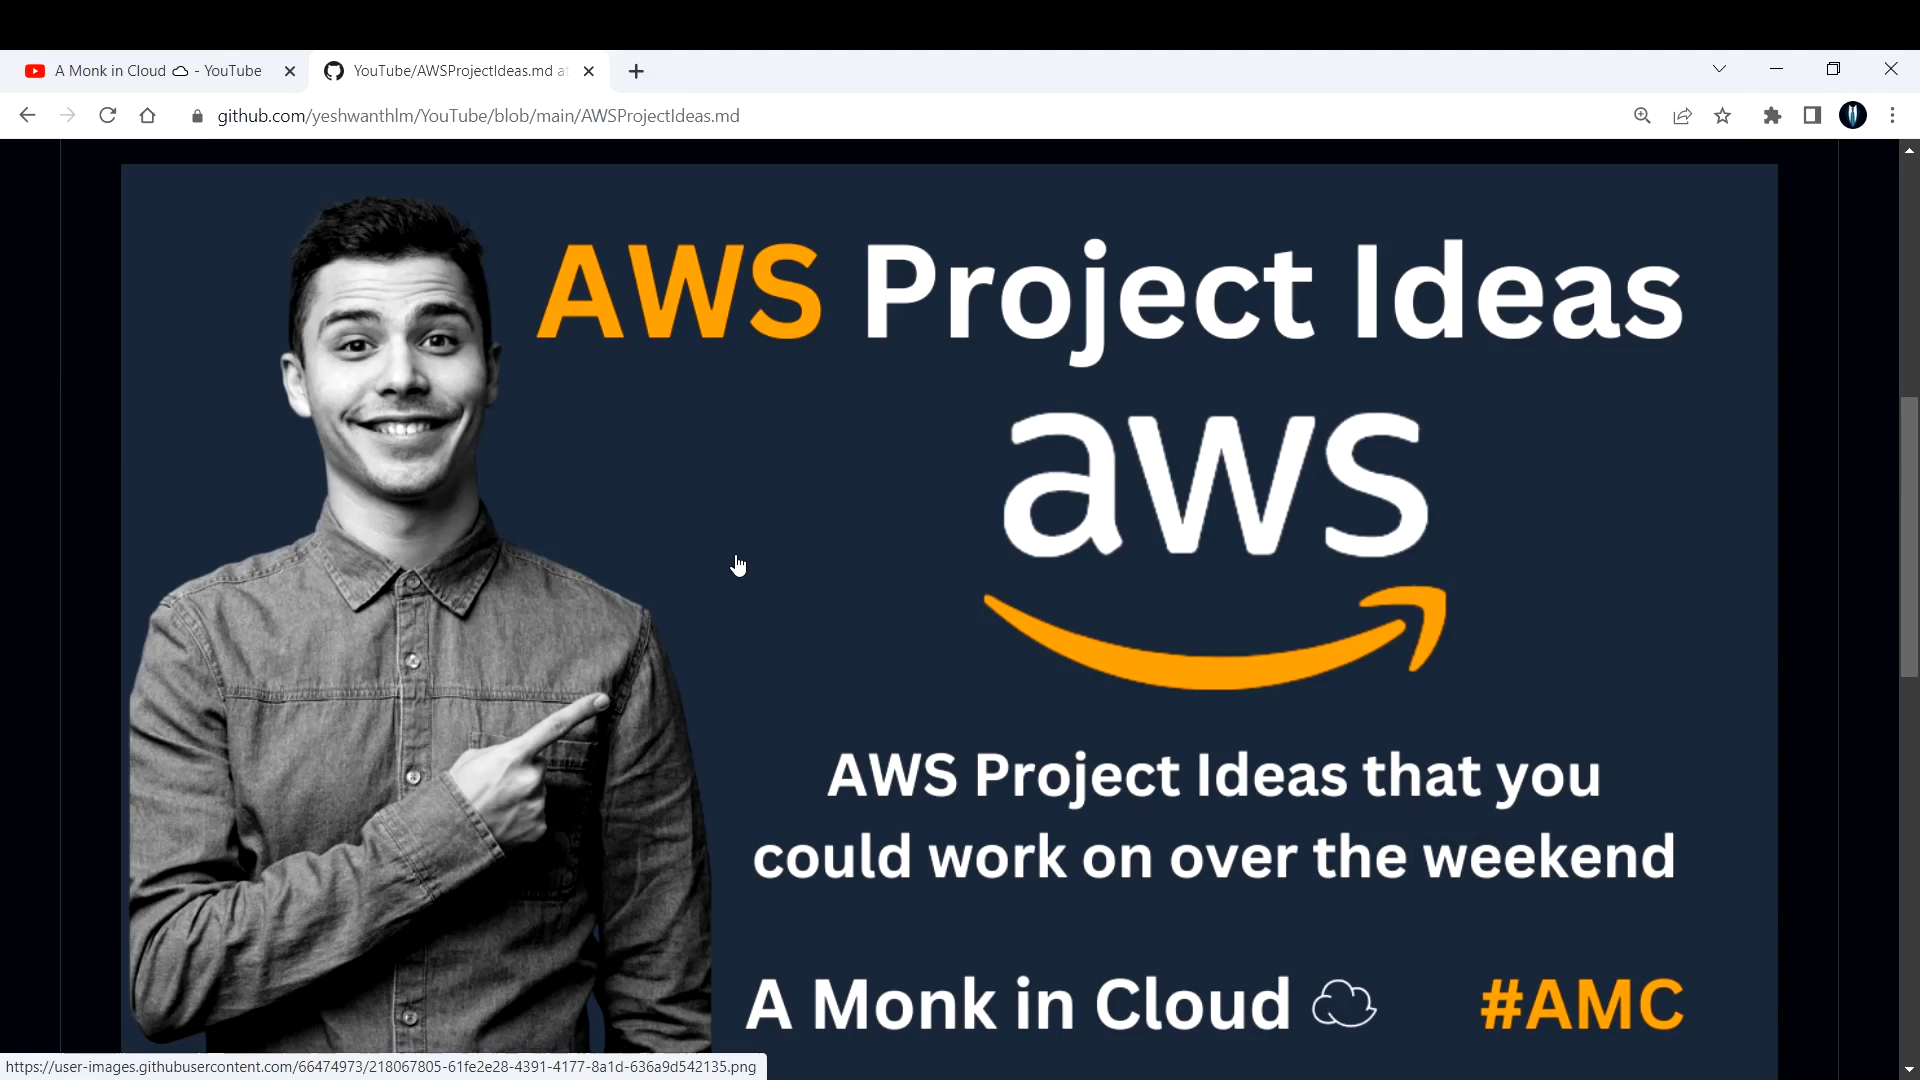 A Monk in Cloud - YouTube
YouTube/AWSProjectIdeas.md at
github.com/yeshwanthlm/YouTube/blob/main/AWSProjectIdeas.md
AWS Project Ideas
aws
AWS Project Ideas that you
could work on over the weekend
A Monk in Cloud #AMC
https://user-images.githubusercontent.com/66474973/218067805-61fe2e28-4391-4177-8a1d-636a9d542135.png